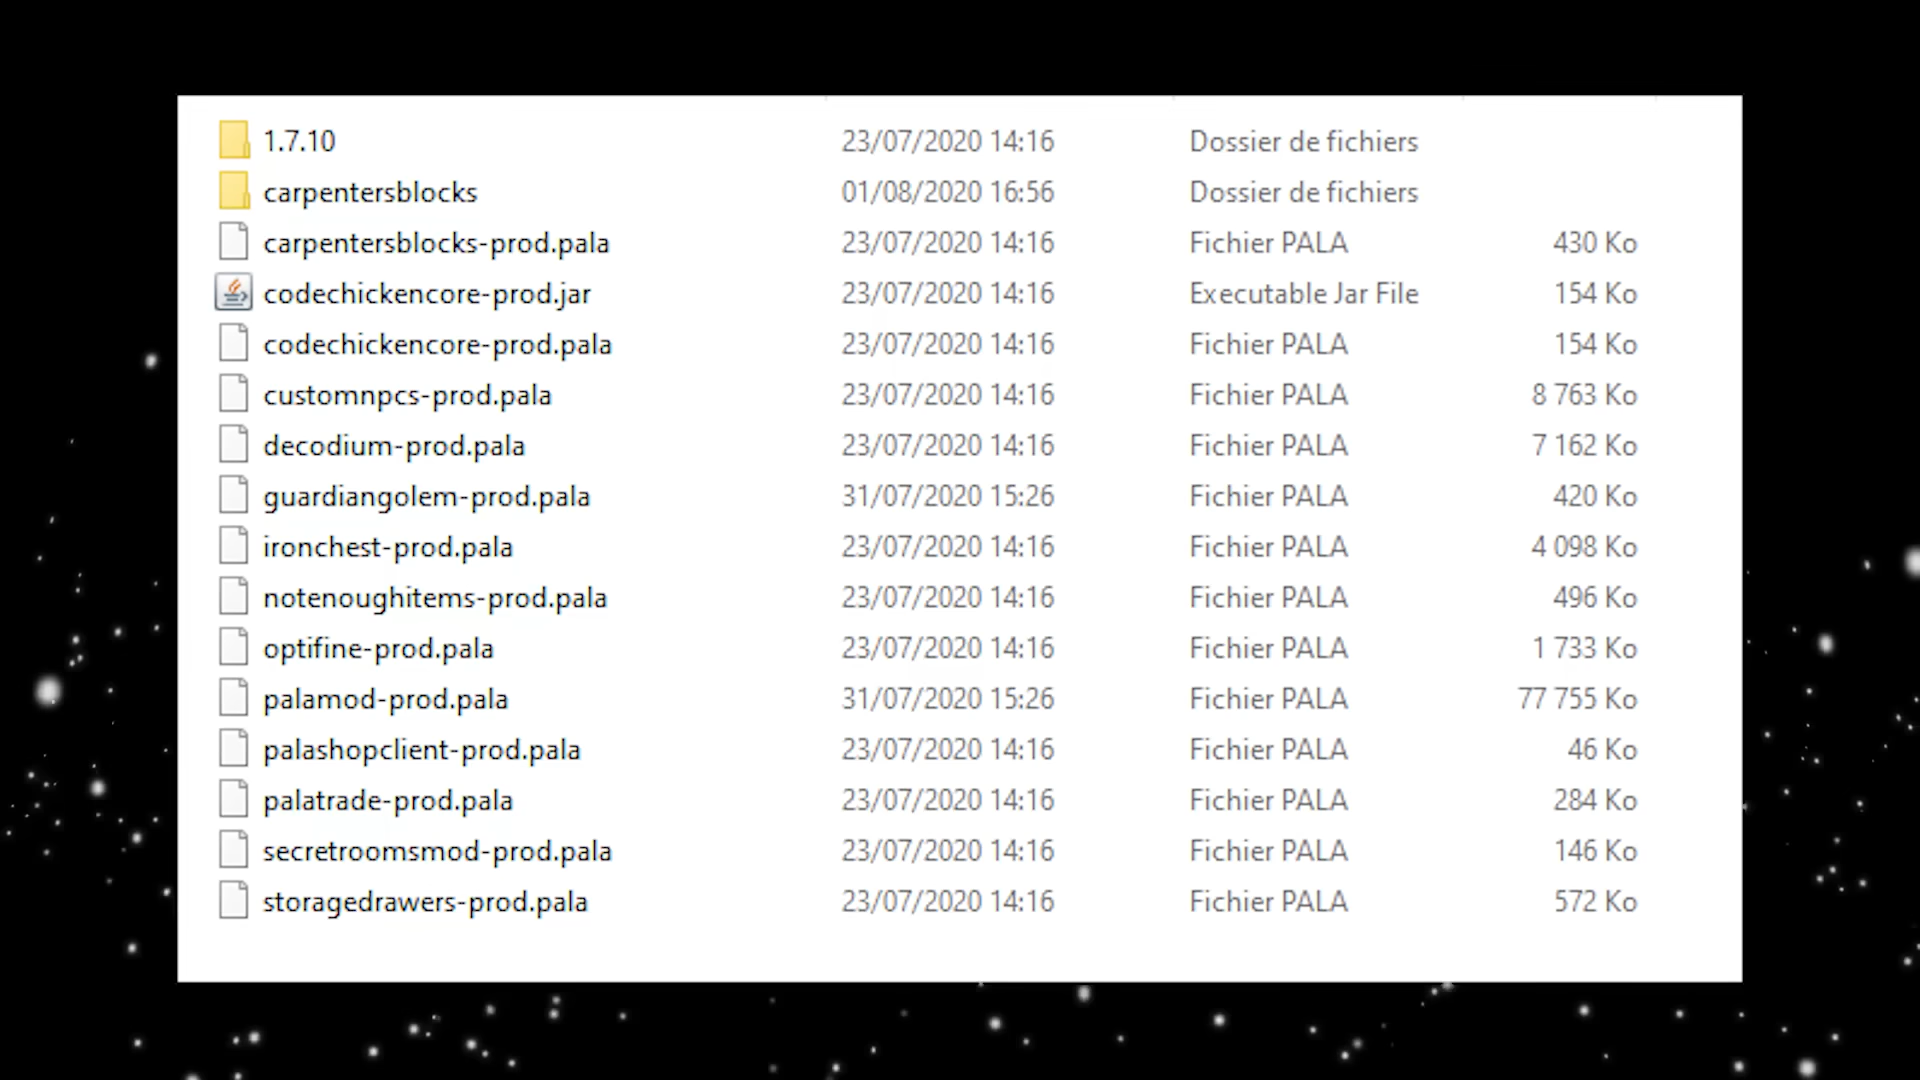 1.7.10 23/07/2020 14:16 Dossier de fichiers
carpentersblocks 01/08/2020 16:56 Dossier de fichiers
carpentersblocks-prod.pala 23/07/2020 14:16 Fichier PALA 430 Ko
codechickencore-prod.jar 23/07/2020 14:16 Executable Jar File 154 Ko
codechickencore-prod.pala 23/07/2020 14:16 Fichier PALA 154 Ko
customnpcs-prod.pala 23/07/2020 14:16 Fichier PALA 8 763 Ko
decodium-prod.pala 23/07/2020 14:16 Fichier PALA 7 162 Ko
guardiangolem-prod.pala 31/07/2020 15:26 Fichier PALA 420 Ko
ironchest-prod.pala 23/07/2020 14:16 Fichier PALA 4 098 Ko
notenoughitems-prod.pala 23/07/2020 14:16 Fichier PALA 496 Ko
optifine-prod.pala 23/07/2020 14:16 Fichier PALA 1 733 Ko
palamod-prod.pala 31/07/2020 15:26 Fichier PALA 77 755 Ko
palashopclient-prod.pala 23/07/2020 14:16 Fichier PALA 46 Ko
palatrade-prod.pala 23/07/2020 14:16 Fichier PALA 284 Ko
secretroomsmod-prod.pala 23/07/2020 14:16 Fichier PALA 146 Ko
storagedrawers-prod.pala 23/07/2020 14:16 Fichier PALA 572 Ko